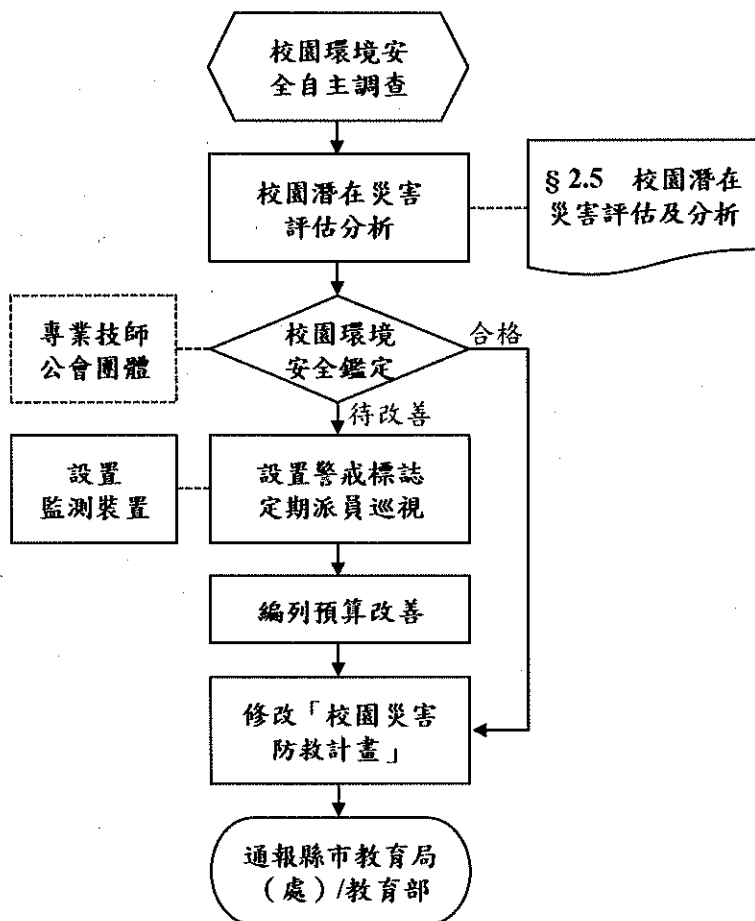 校園環境安
全自主調查
校園潛在災害
評估分析
§ 2.5 校園潛在
災害評估及分析
專業技師
公會團體
校園環境
安全鑑定
合格
待改善
設置
監測裝置
設置警戒標誌
定期派員巡視
編列預算改善
修改「校園災害
防救計畫」
通報縣市教育局
（處）/教育部